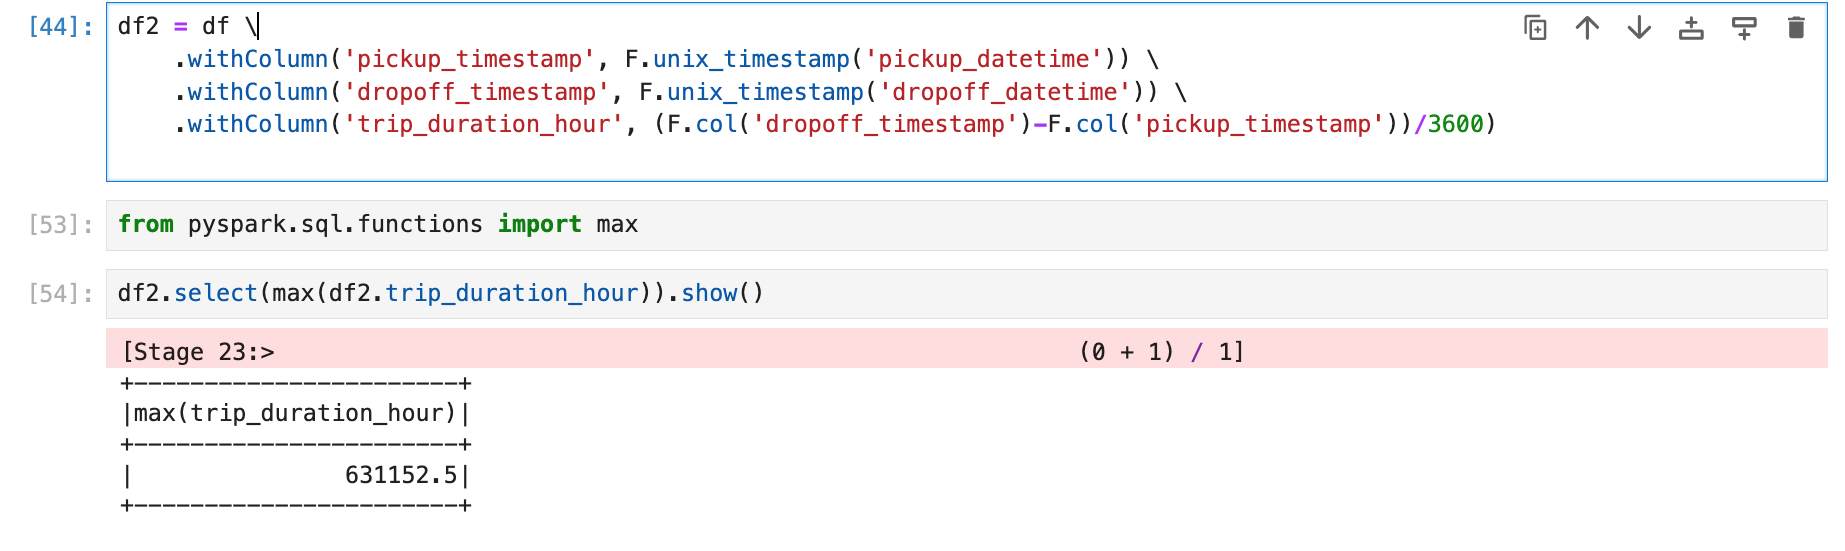 [44]: df2 = df \
.withColumn('pickup_timestamp', F.unix_timestamp('pickup_datetime')) \
.withColumn('dropoff_timestamp', F.unix_timestamp('dropoff_datetime')) \
.withColumn('trip_duration_hour', (F.col('dropoff_timestamp')-F.col('pickup_timestamp'))/3600)
[53]: from pyspark.sql.functions import max
[54]: df2.select(max(df2.trip_duration_hour)).show()
[Stage 23:> (0 + 1) / 1]
+-----------------------+
|max(trip_duration_hour)|
+-----------------------+
| 631152.5|
+-----------------------+